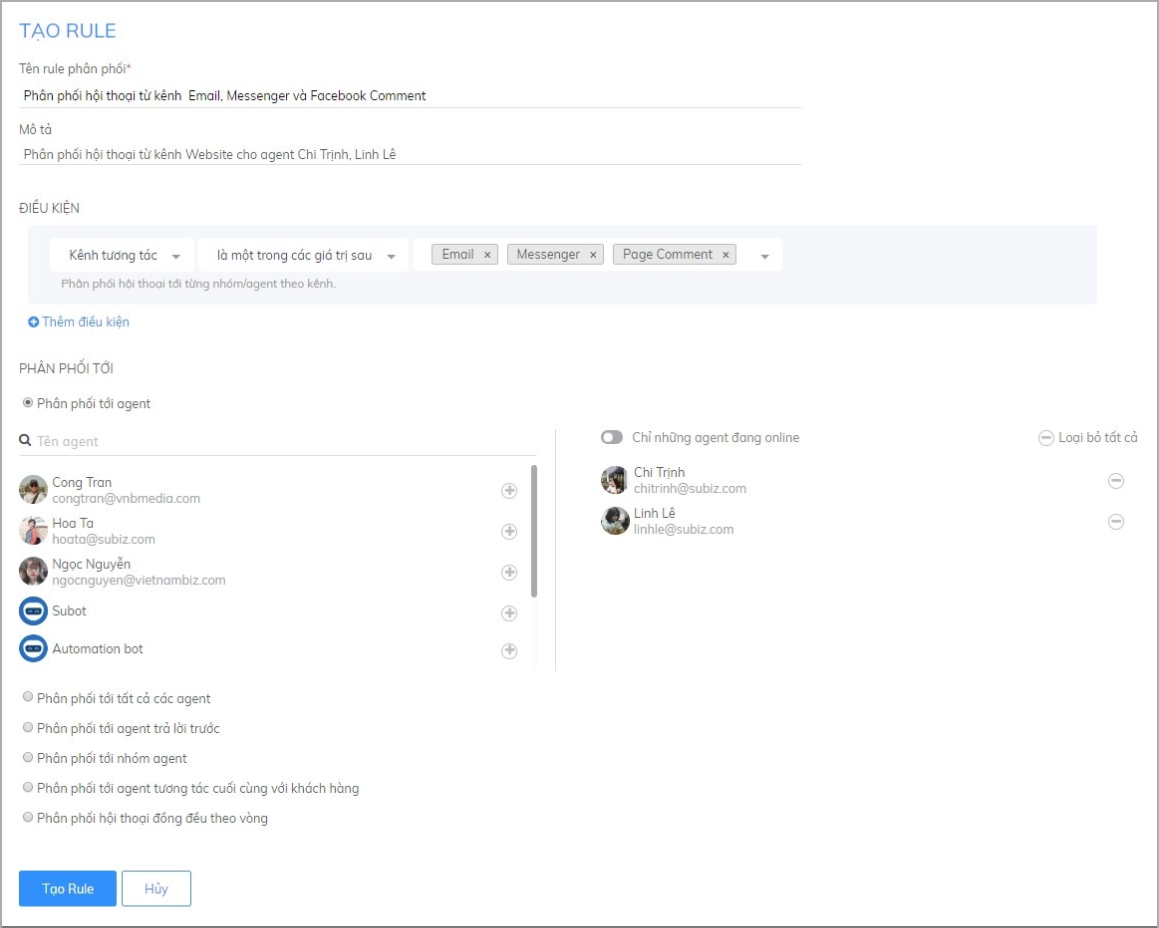 TẠO RULE
Tên rule phân phối*
Phân phối hội thoại từ kênh Email, Messenger và Facebook Comment
Mô tả
Phân phối hội thoại từ kênh Website cho agent Chi Trịnh, Linh Lê
ĐIỀU KIỆN
Kênh tương tác là một trong các giá trị sau Email × Messenger × Page Comment ×
Phân phối hội thoại tới từng nhóm/agent theo kênh.
Thêm điều kiện
PHÂN PHỐI TỚI
Phân phối tới agent
Tên agent
Cong Tran
congtran@vnbmedia.com
Hoa Ta
hoata@subiz.com
Ngọc Nguyễn
ngocnguyen@vietnambiz.com
Subot
Automation bot
Chỉ những agent đang online
Loại bỏ tất cả
Chi Trịnh
chitrinh@subiz.com
Linh Lê
linhle@subiz.com
Phân phối tới tất cả các agent
Phân phối tới agent trả lời trước
Phân phối tới nhóm agent
Phân phối tới agent tương tác cuối cùng với khách hàng
Phân phối hội thoại đồng đều theo vòng
Tạo Rule
Hủy